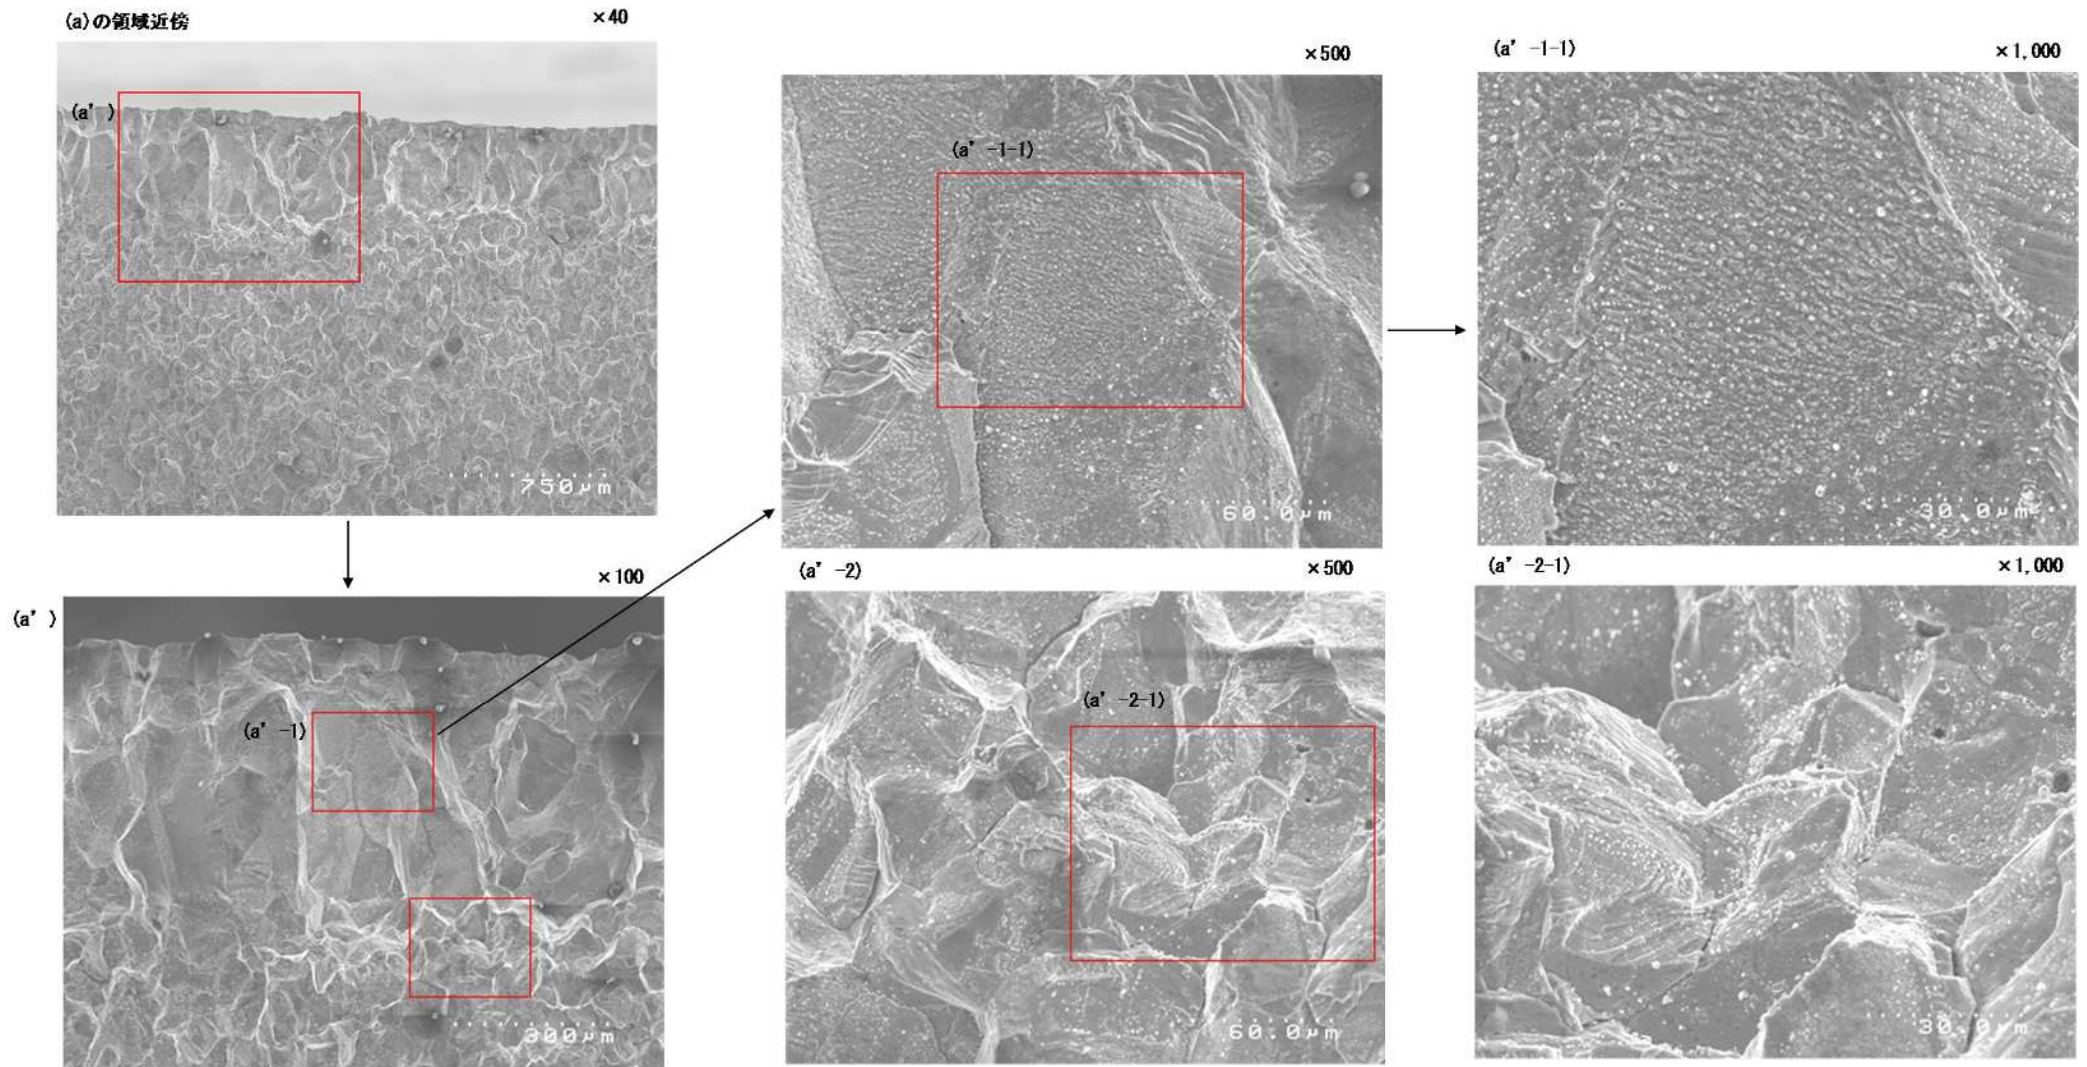 (a)の領域近傍
×40
(a' )
750μm
(a' )
×100
(a' -1)
300μm
×500
(a' -1-1)
60.0μm
(a' -1-1)
×1,000
30.0μm
(a' -2)
×500
(a' -2-1)
60.0μm
(a' -2-1)
×1,000
30.0μm